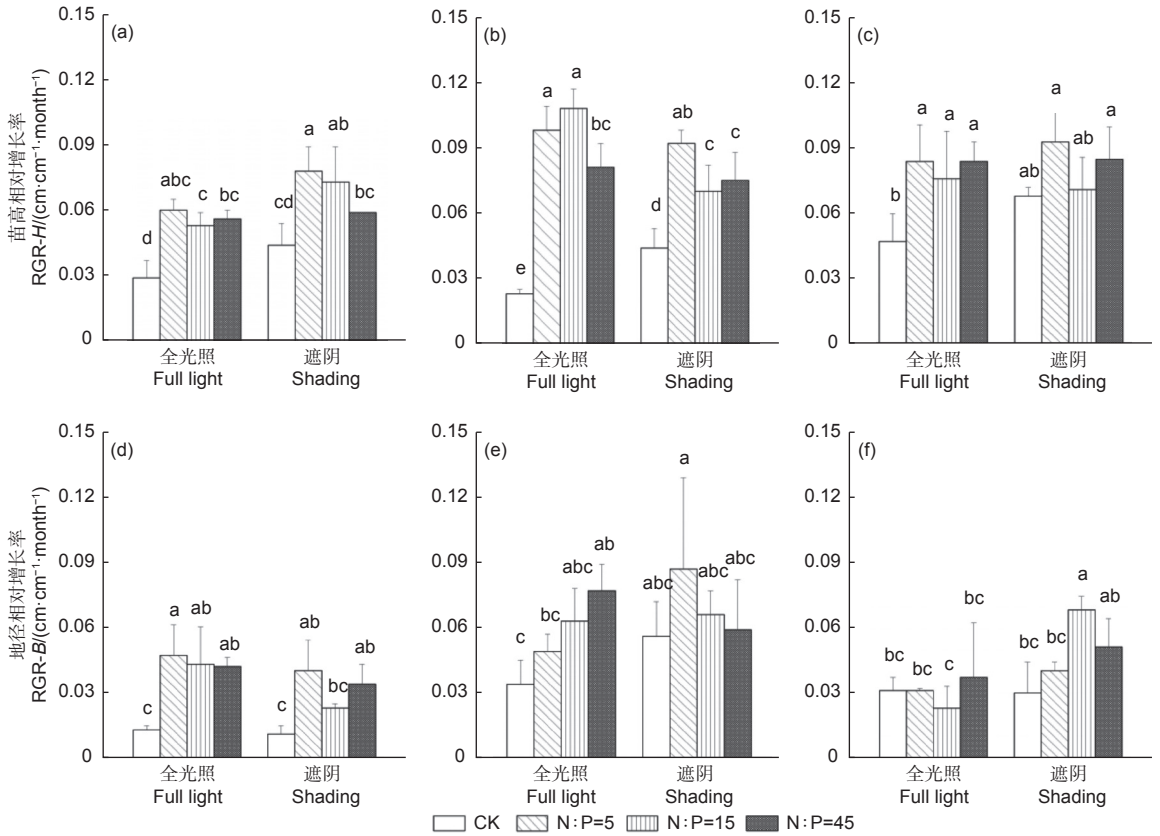 0.15
0.12
0.09
0.06
0.03
0
(a)
d
abc
c
bc
cd
a
ab
bc
全光照
Full light
遮阴
Shading
苗高相对增长率
RGR-H/(cm·cm⁻¹·month⁻¹)
0.15
0.12
0.09
0.06
0.03
0
(b)
e
a
a
bc
d
ab
c
c
全光照
Full light
遮阴
Shading
0.15
0.12
0.09
0.06
0.03
0
(c)
b
a
a
a
ab
a
ab
a
全光照
Full light
遮阴
Shading
0.15
0.12
0.09
0.06
0.03
0
(d)
c
a
ab
ab
c
ab
bc
ab
全光照
Full light
遮阴
Shading
地径相对增长率
RGR-B/(cm·cm⁻¹·month⁻¹)
0.15
0.12
0.09
0.06
0.03
0
(e)
c
bc
abc
ab
abc
a
abc
abc
全光照
Full light
遮阴
Shading
0.15
0.12
0.09
0.06
0.03
0
(f)
bc
bc
c
bc
bc
bc
a
ab
全光照
Full light
遮阴
Shading
CK N∶P=5 N∶P=15 N∶P=45